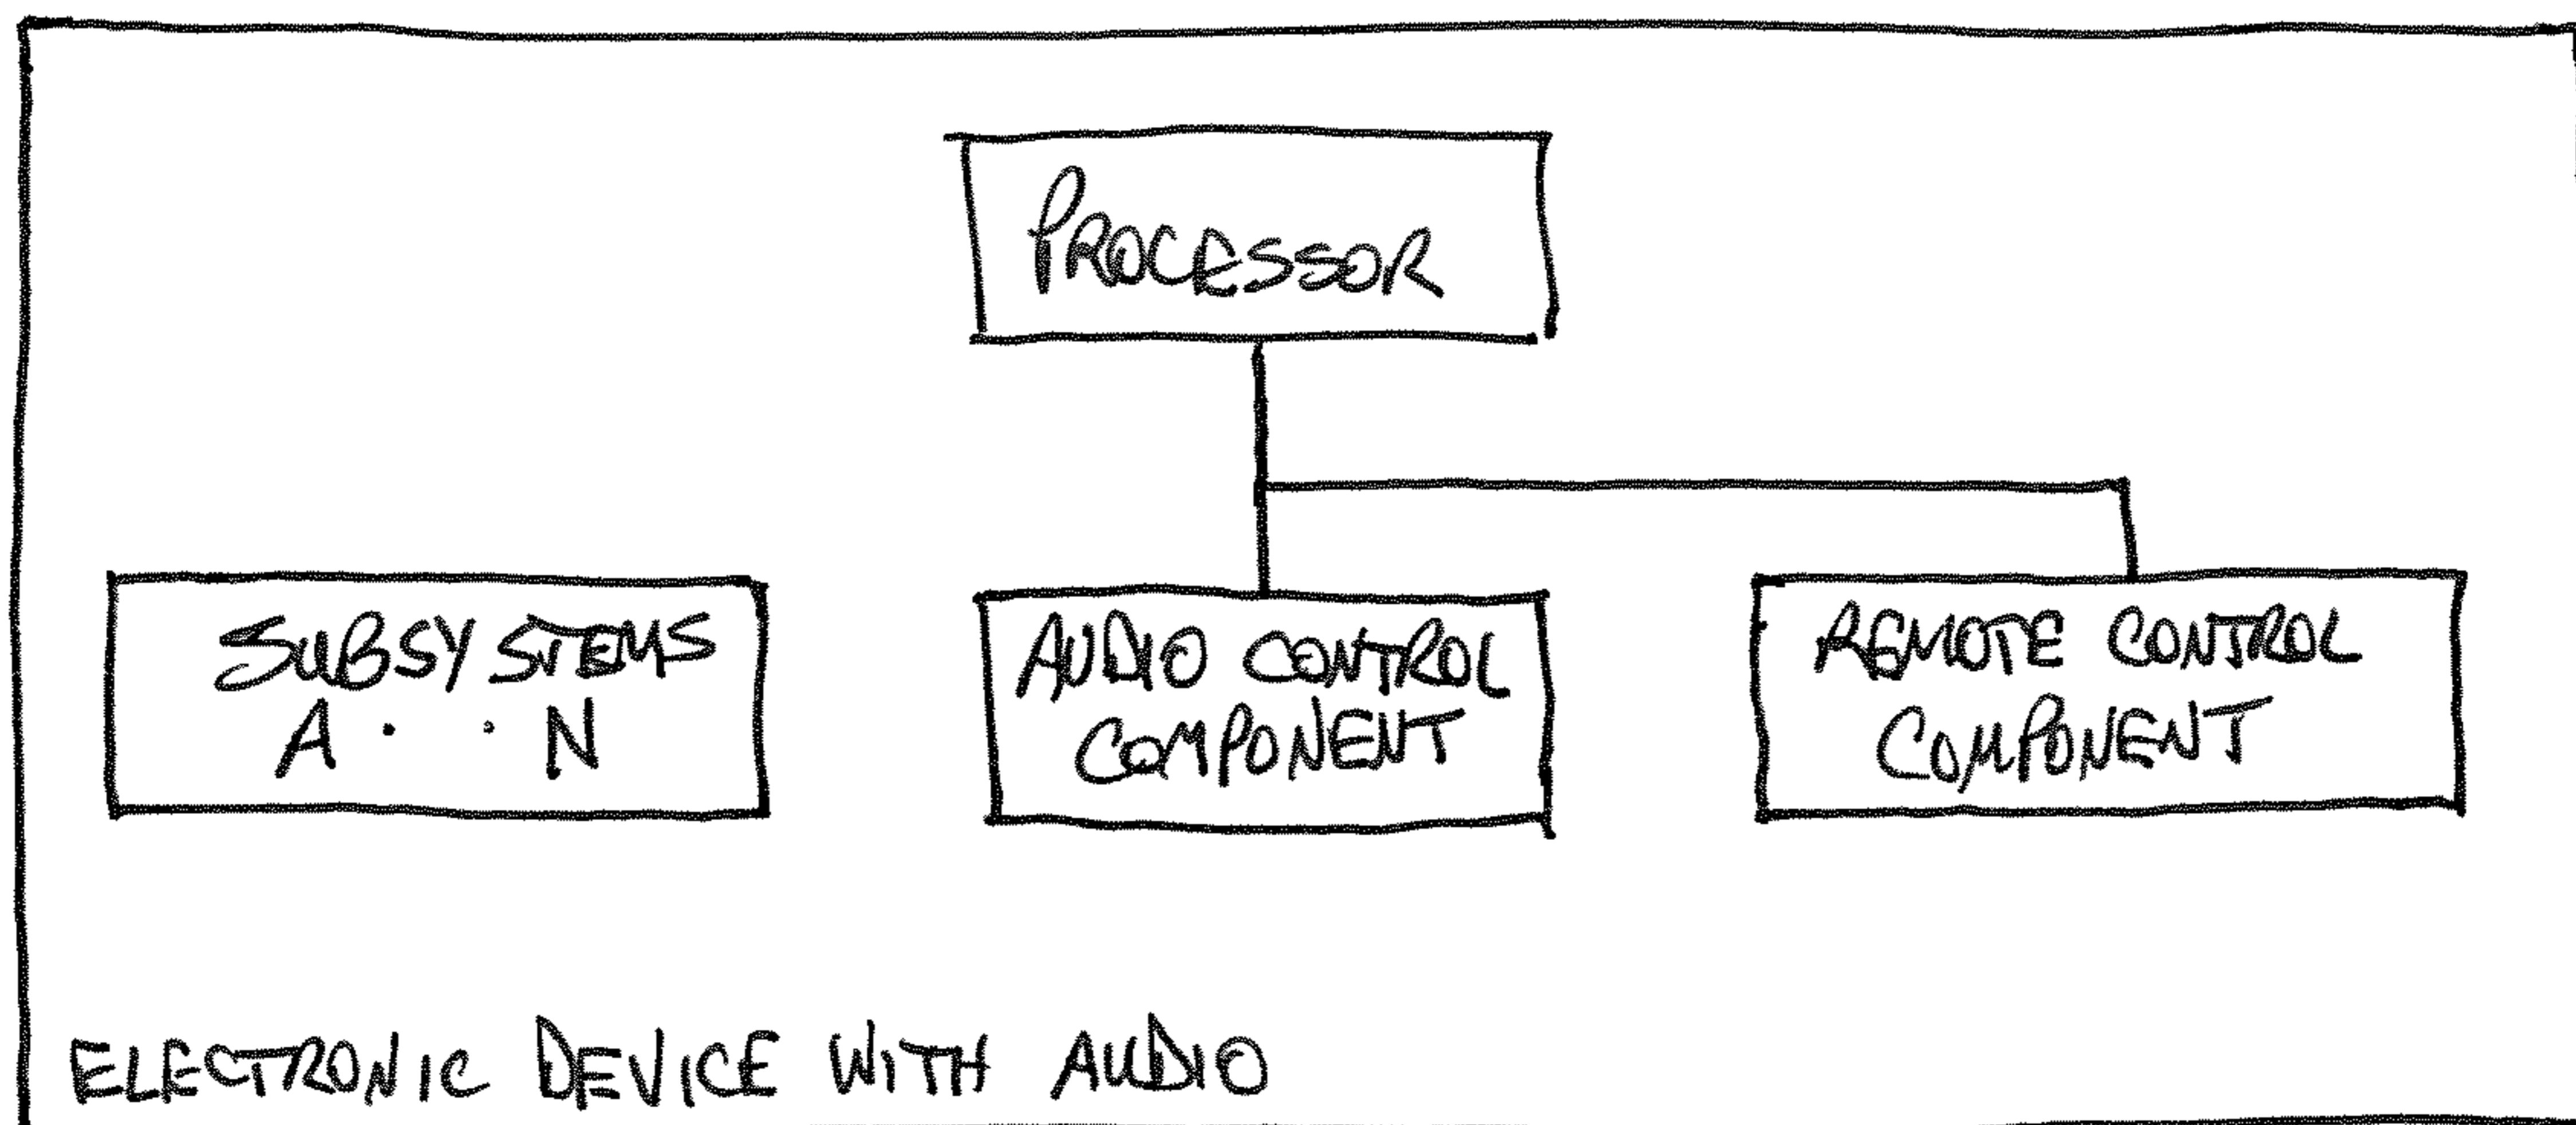 PROCESSOR
SUBSYSTEMS
A . . N
AUDIO CONTROL
COMPONENT
REMOTE CONTROL
COMPONENT
ELECTRONIC DEVICE WITH AUDIO